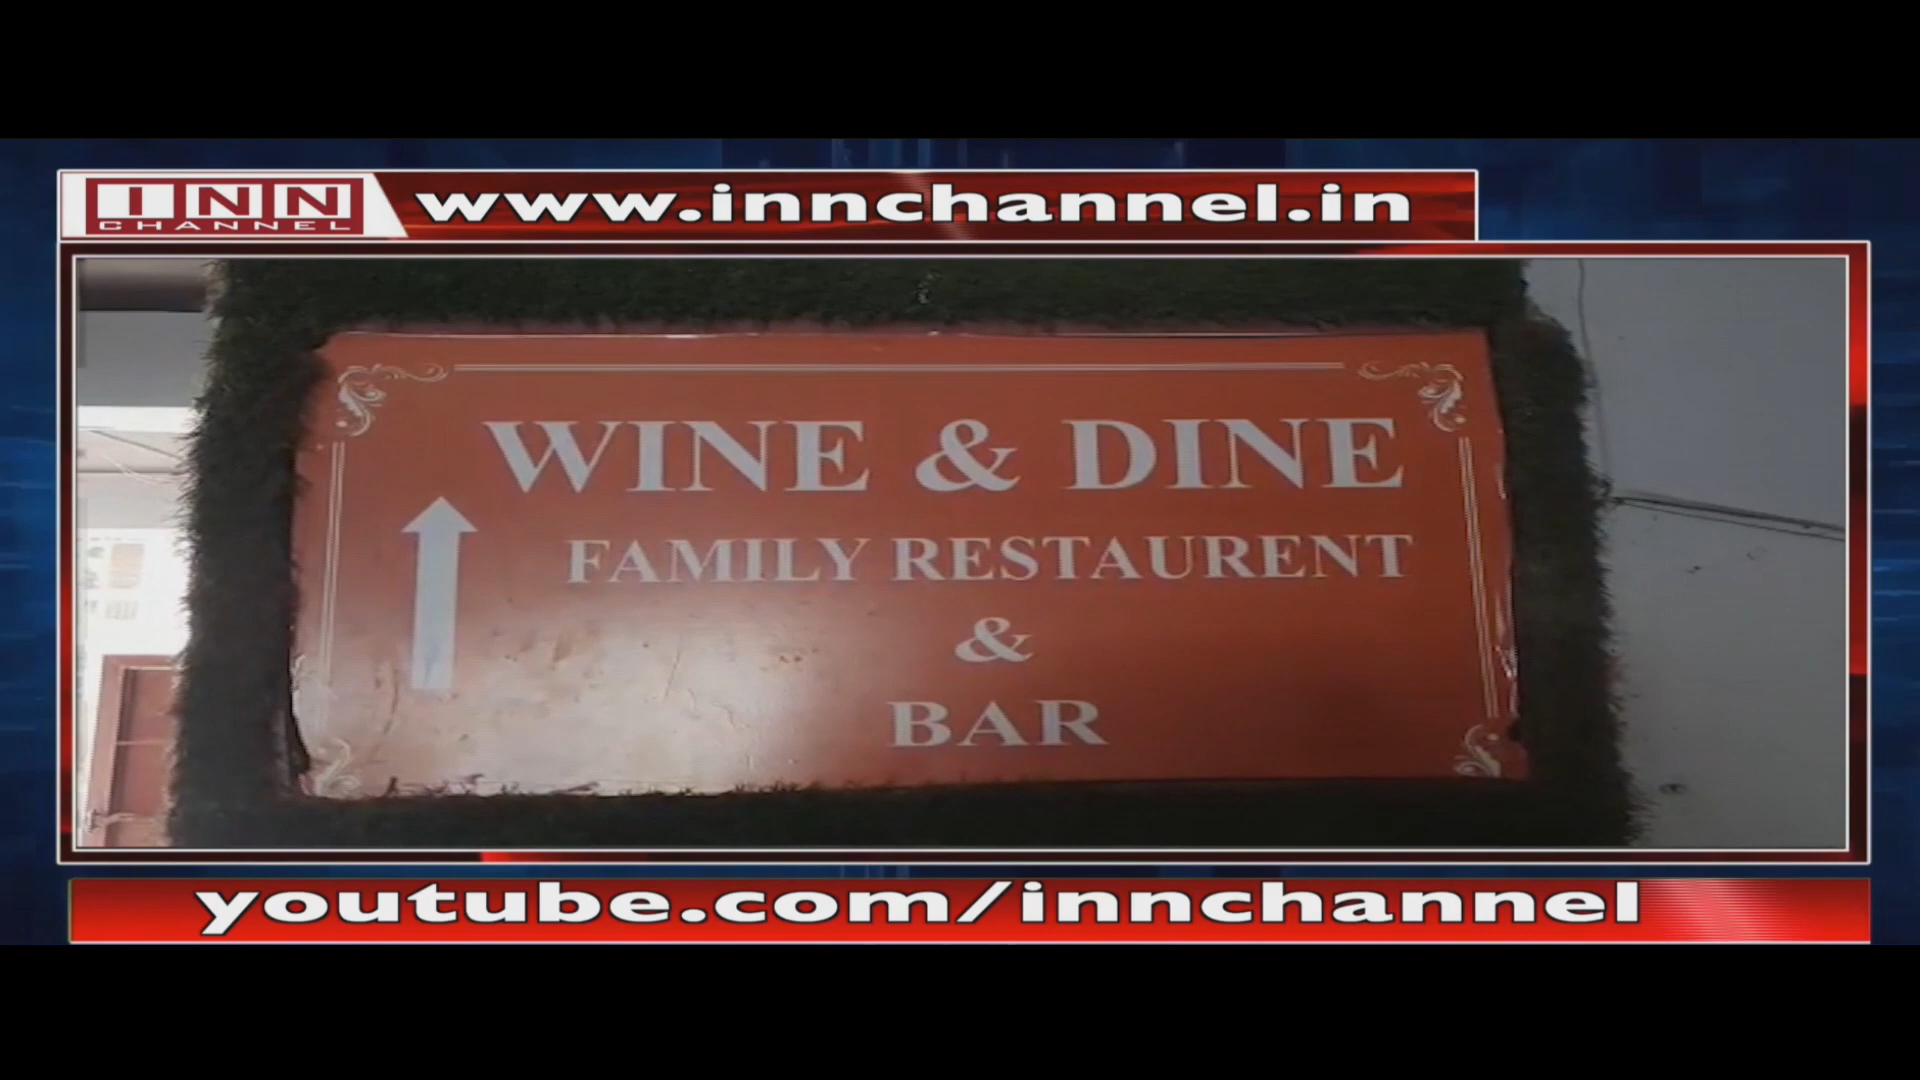 INN
CHANNEL
www.innchannel.in
WINE & DINE
FAMILY RESTAURENT
&
BAR
youtube.com/innchannel